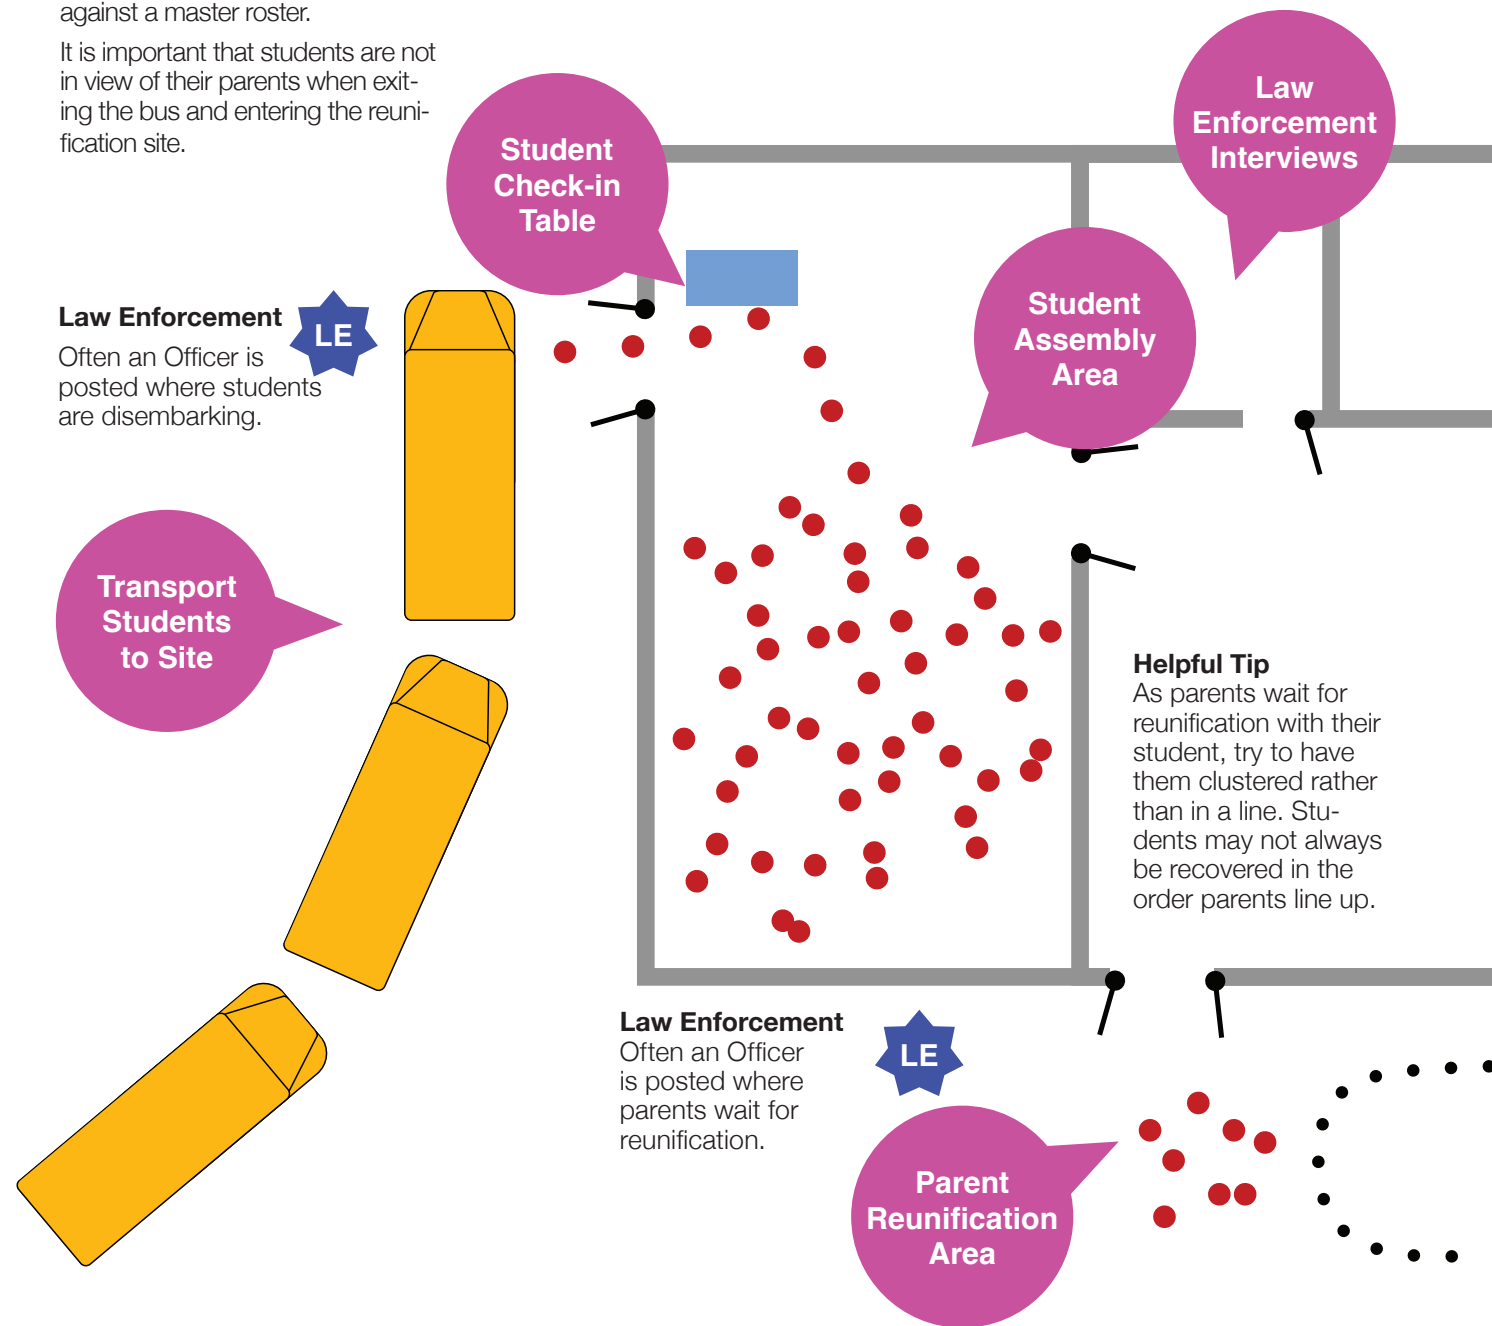 against a master roster.
It is important that students are not
in view of their parents when exit-
ing the bus and entering the reuni-
fication site.
Student
Check-in
Table
Law
Enforcement
Interviews
Law Enforcement
LE
Often an Officer is
posted where students
are disembarking.
Student
Assembly
Area
Transport
Students
to Site
Helpful Tip
As parents wait for
reunification with their
student, try to have
them clustered rather
than in a line. Stu-
dents may not always
be recovered in the
order parents line up.
Law Enforcement
Often an Officer
is posted where
parents wait for
reunification.
LE
Parent
Reunification
Area